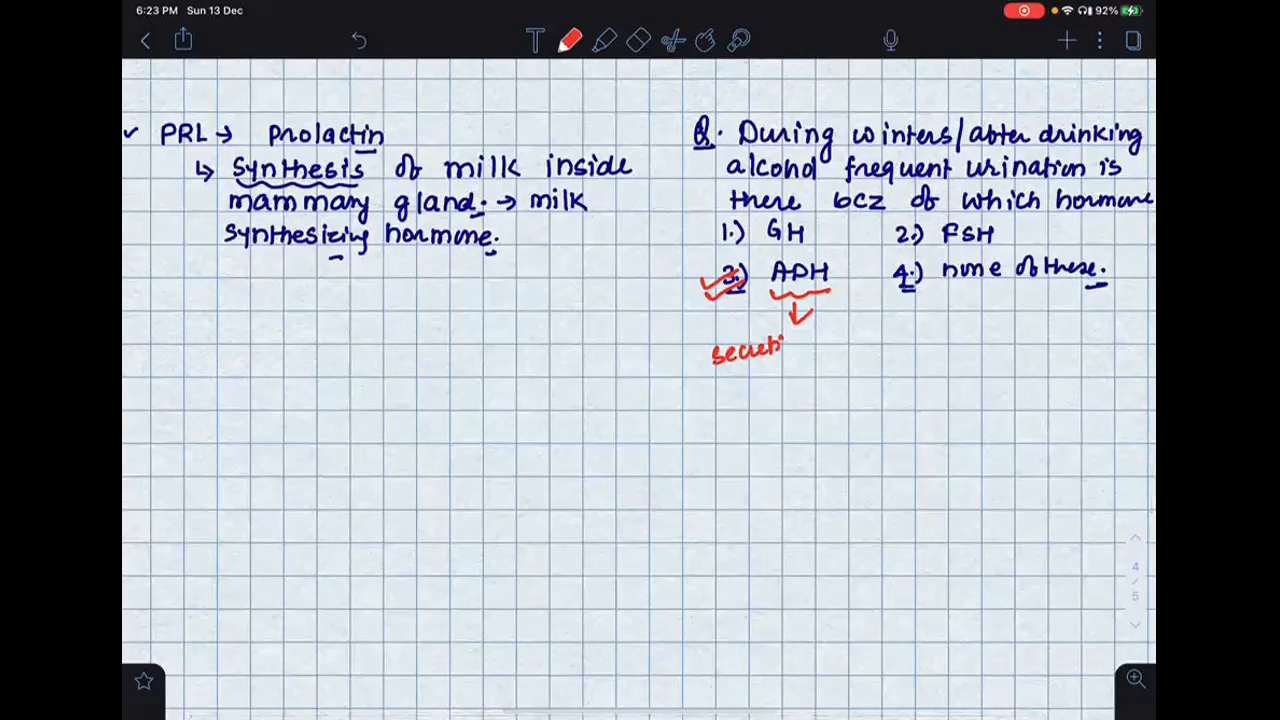 6:23 PM Sun 13 Dec
92%
✓ PRL → Prolactin
↳ Synthesis of milk inside
mammary gland. → milk
synthesizing hormone.
Q. During winters/after drinking
alcohol frequent urination is
there bcz of which hormone
1.) GH 2.) FSH
3.) ADH 4.) none of these.
↓
secreti
4
/
5